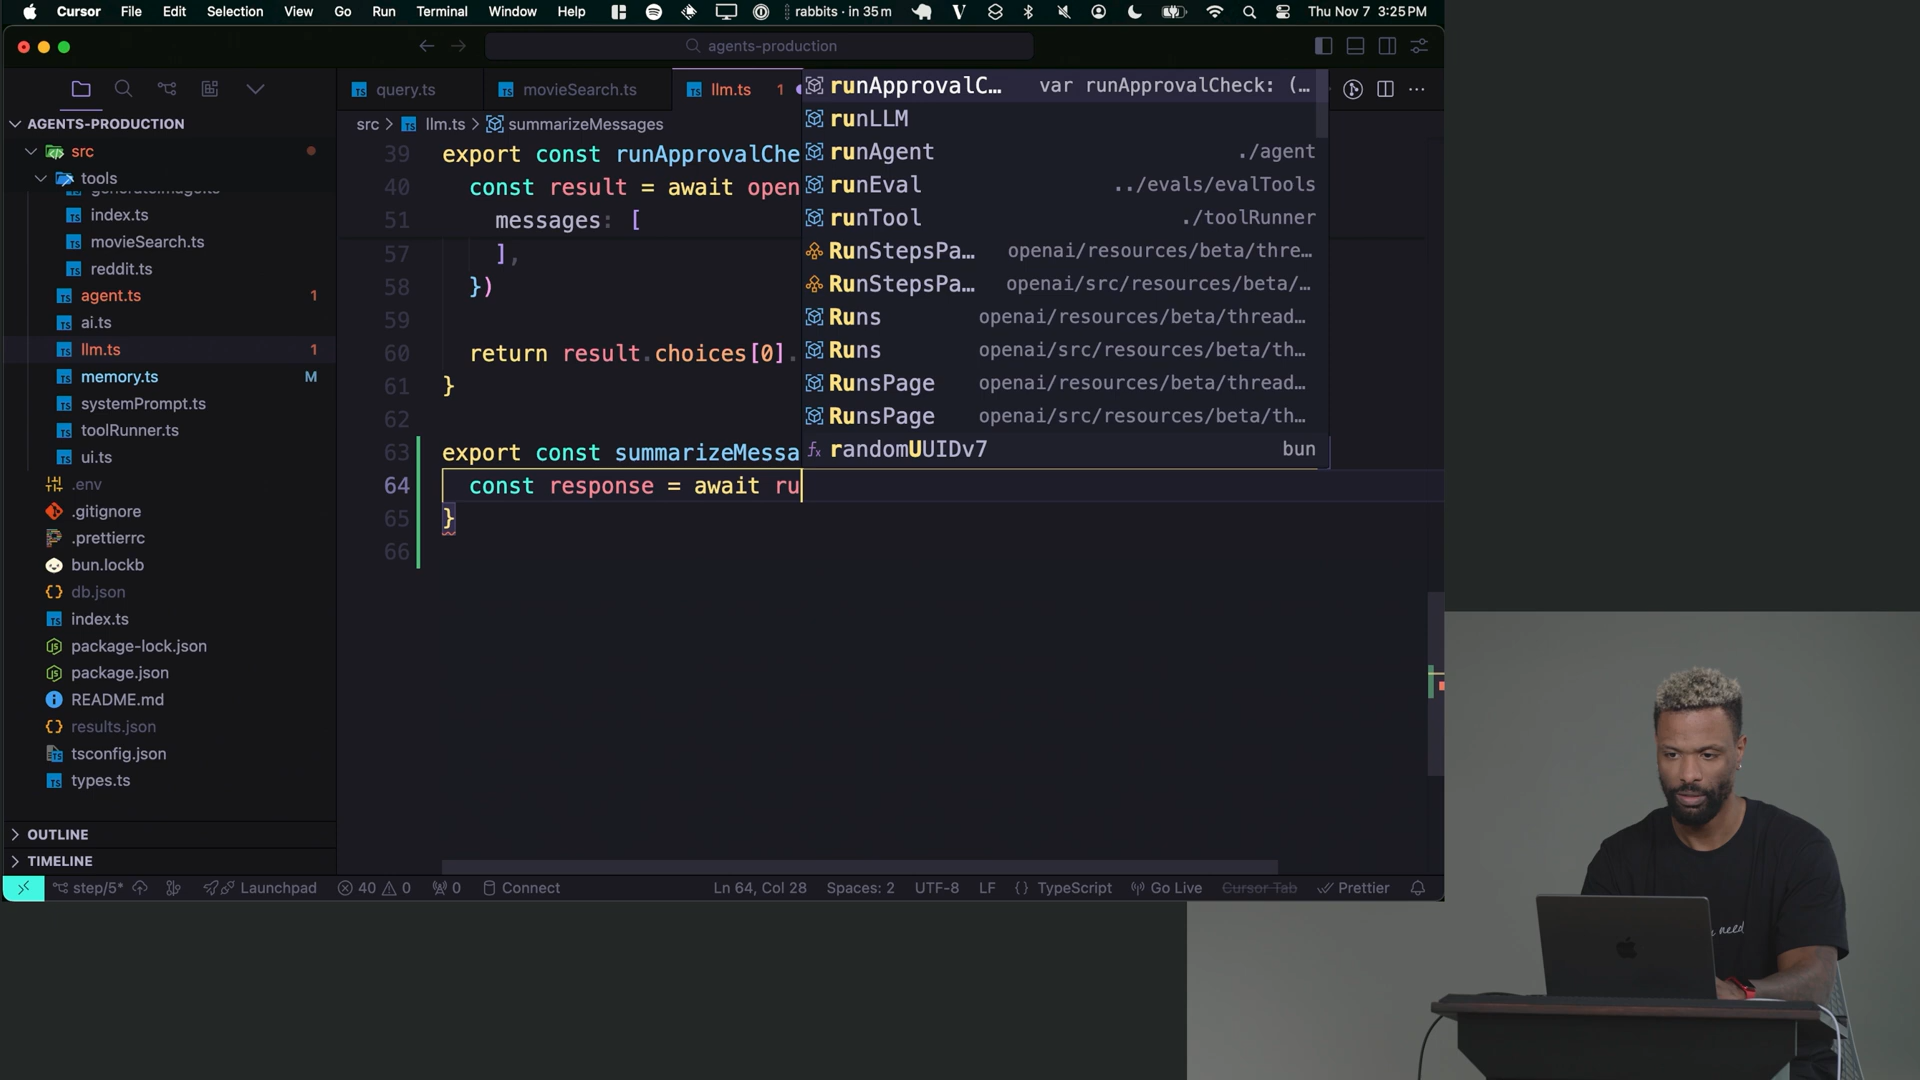 Cursor File Edit Selection View Go Run Terminal Window Help rabbits · in 35 m Thu Nov 7 3:25 PM
agents-production
query.ts movieSearch.ts llm.ts 1
AGENTS-PRODUCTION
src
tools
index.ts
movieSearch.ts
reddit.ts
agent.ts 1
ai.ts
llm.ts 1
memory.ts M
systemPrompt.ts
toolRunner.ts
ui.ts
.env
.gitignore
.prettierrc
bun.lockb
db.json
index.ts
package-lock.json
package.json
README.md
results.json
tsconfig.json
types.ts
OUTLINE
TIMELINE
src > llm.ts > summarizeMessages
39 export const runApprovalChe
40 const result = await open
51 messages: [
57 ],
58 })
59
60 return result.choices[0].
61 }
62
63 export const summarizeMessa
64 const response = await ru
65 }
66
runApprovalC… var runApprovalCheck: (…
runLLM
runAgent ./agent
runEval ../evals/evalTools
runTool ./toolRunner
RunStepsPa… openai/resources/beta/thre…
RunStepsPa… openai/src/resources/beta/…
Runs openai/resources/beta/thread…
Runs openai/src/resources/beta/th…
RunsPage openai/resources/beta/thread…
RunsPage openai/src/resources/beta/th…
randomUUIDv7 bun
step/5* Launchpad 40 0 0 Connect Ln 64, Col 28 Spaces: 2 UTF-8 LF {} TypeScript Go Live Cursor Tab Prettier
need